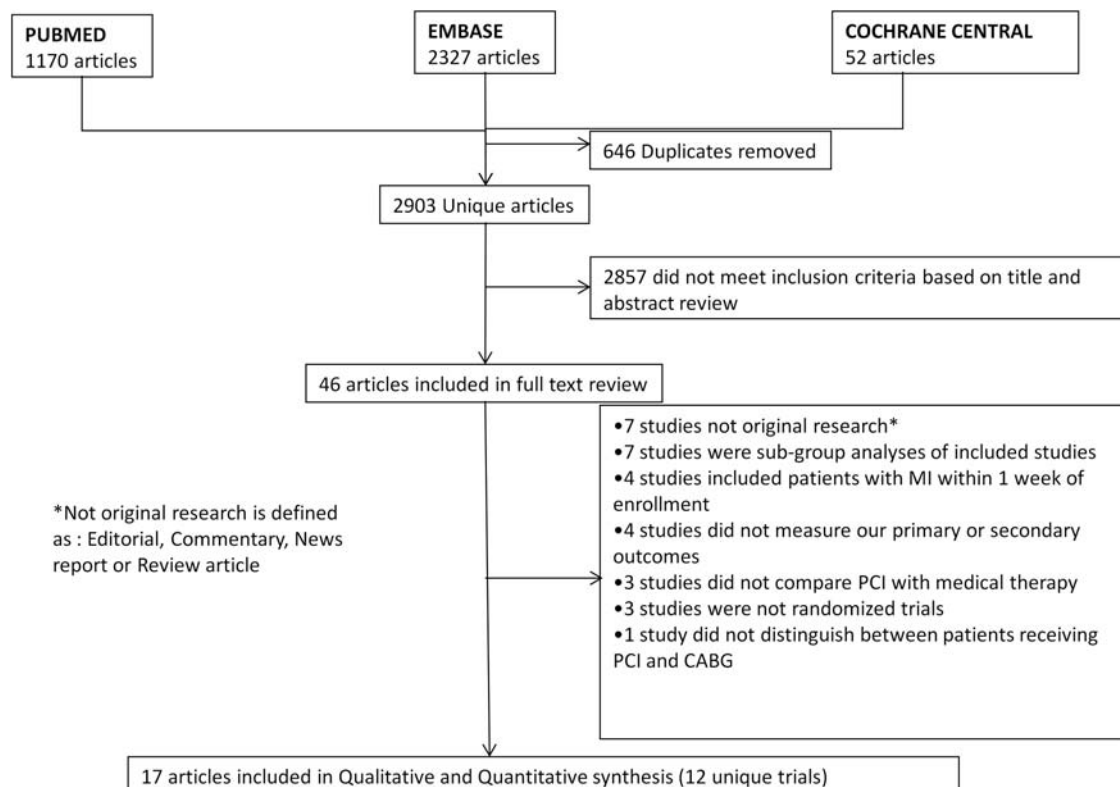 PUBMED
1170 articles
EMBASE
2327 articles
COCHRANE CENTRAL
52 articles
646 Duplicates removed
2903 Unique articles
2857 did not meet inclusion criteria based on title and
abstract review
46 articles included in full text review
•7 studies not original research*
•7 studies were sub-group analyses of included studies
•4 studies included patients with MI within 1 week of
enrollment
•4 studies did not measure our primary or secondary
outcomes
•3 studies did not compare PCI with medical therapy
•3 studies were not randomized trials
•1 study did not distinguish between patients receiving
PCI and CABG
*Not original research is defined
as : Editorial, Commentary, News
report or Review article
17 articles included in Qualitative and Quantitative synthesis (12 unique trials)